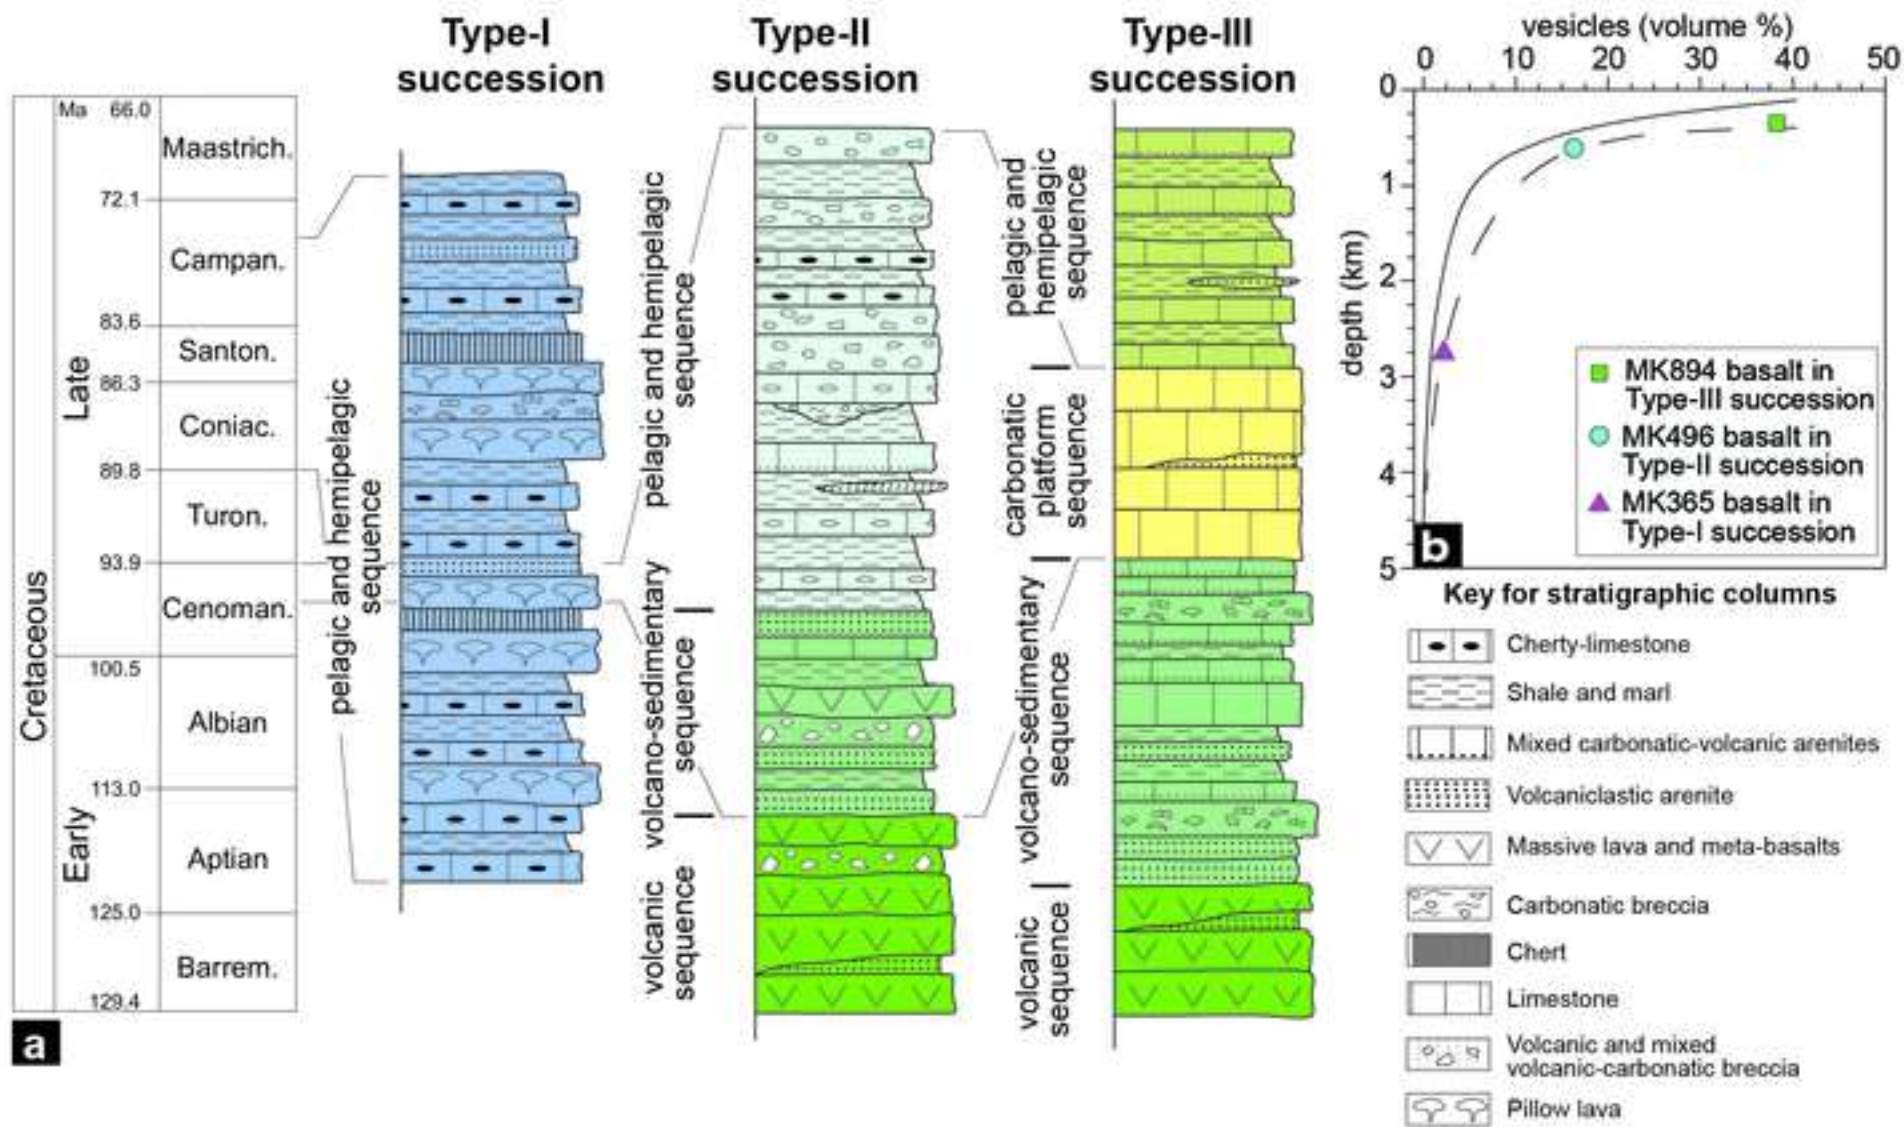 Type-I
succession
Type-II
succession
Type-III
succession
Ma 66.0
72.1
83.6
86.3
89.8
93.9
100.5
113.0
125.0
129.4
Cretaceous
Late
Early
Maastrich.
Campan.
Santon.
Coniac.
Turon.
Cenoman.
Albian
Aptian
Barrem.
pelagic and hemipelagic
sequence
pelagic and hemipelagic
sequence
volcano-sedimentary
sequence
volcanic
sequence
pelagic and
hemipelagic
sequence
carbonatic
platform
sequence
volcano-sedimentary
sequence
volcanic
sequence
a
vesicles (volume %)
0 10 20 30 40 50
depth (km)
0
1
2
3
4
5
MK894 basalt in
Type-III succession
MK496 basalt in
Type-II succession
MK365 basalt in
Type-I succession
b
Key for stratigraphic columns
Cherty-limestone
Shale and marl
Mixed carbonatic-volcanic arenites
Volcaniclastic arenite
Massive lava and meta-basalts
Carbonatic breccia
Chert
Limestone
Volcanic and mixed
volcanic-carbonatic breccia
Pillow lava